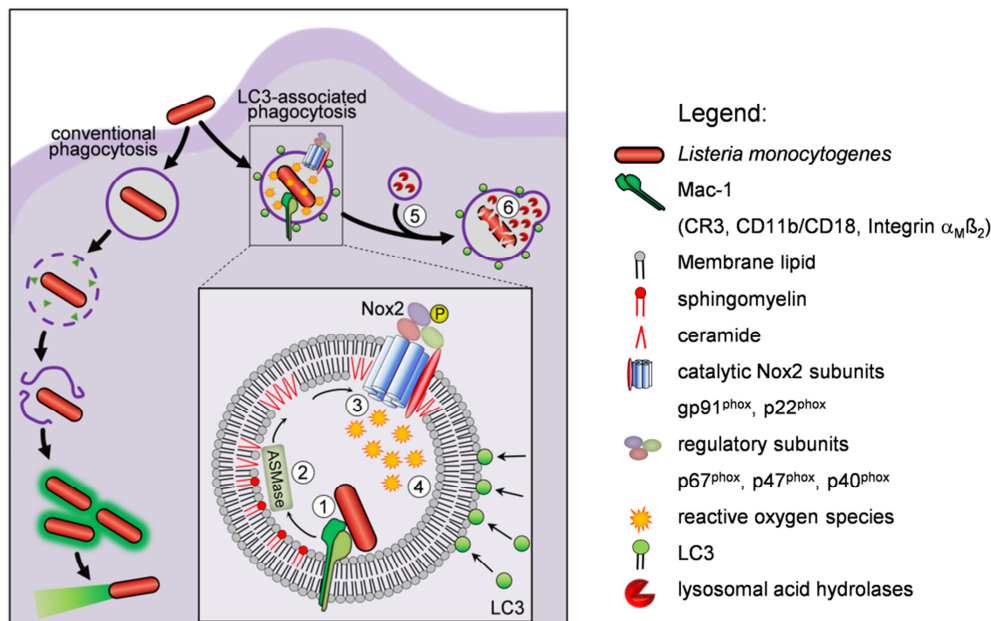 LC3-associated
phagocytosis
conventional
phagocytosis
5
6
Nox2
P
3
ASMase
2
4
1
LC3
Legend:
Listeria monocytogenes
Mac-1
(CR3, CD11b/CD18, Integrin αMß2)
Membrane lipid
sphingomyelin
ceramide
catalytic Nox2 subunits
gp91phox, p22phox
regulatory subunits
p67phox, p47phox, p40phox
reactive oxygen species
LC3
lysosomal acid hydrolases